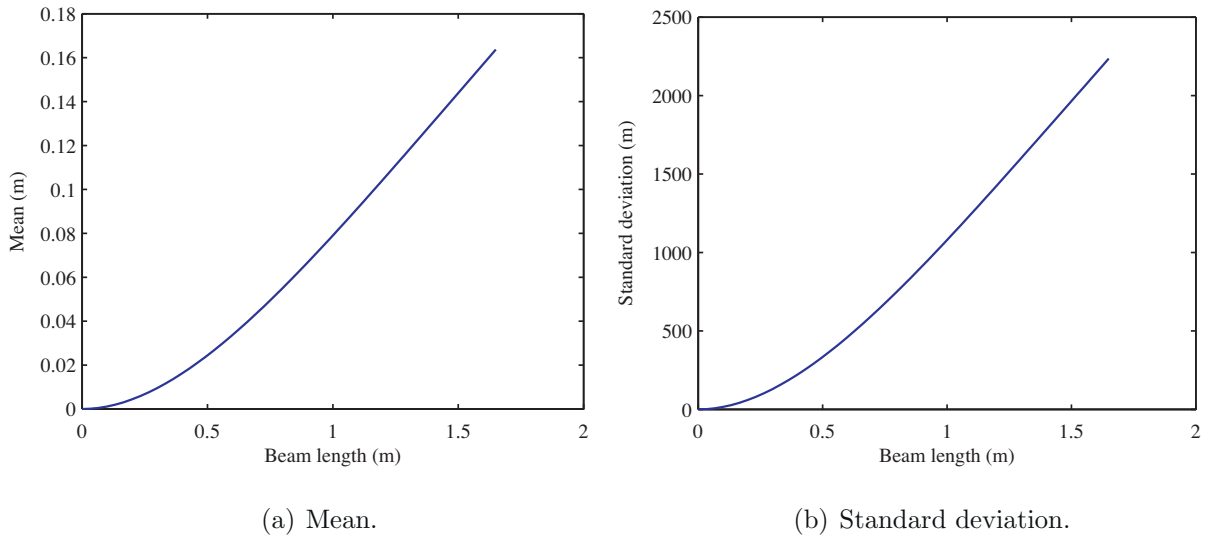 0.18
0.16
0.14
0.12
0.1
0.08
0.06
0.04
0.02
0
Mean (m)
0 0.5 1 1.5 2
Beam length (m)
(a) Mean.
2500
2000
1500
1000
500
0
Standard deviation (m)
0 0.5 1 1.5 2
Beam length (m)
(b) Standard deviation.